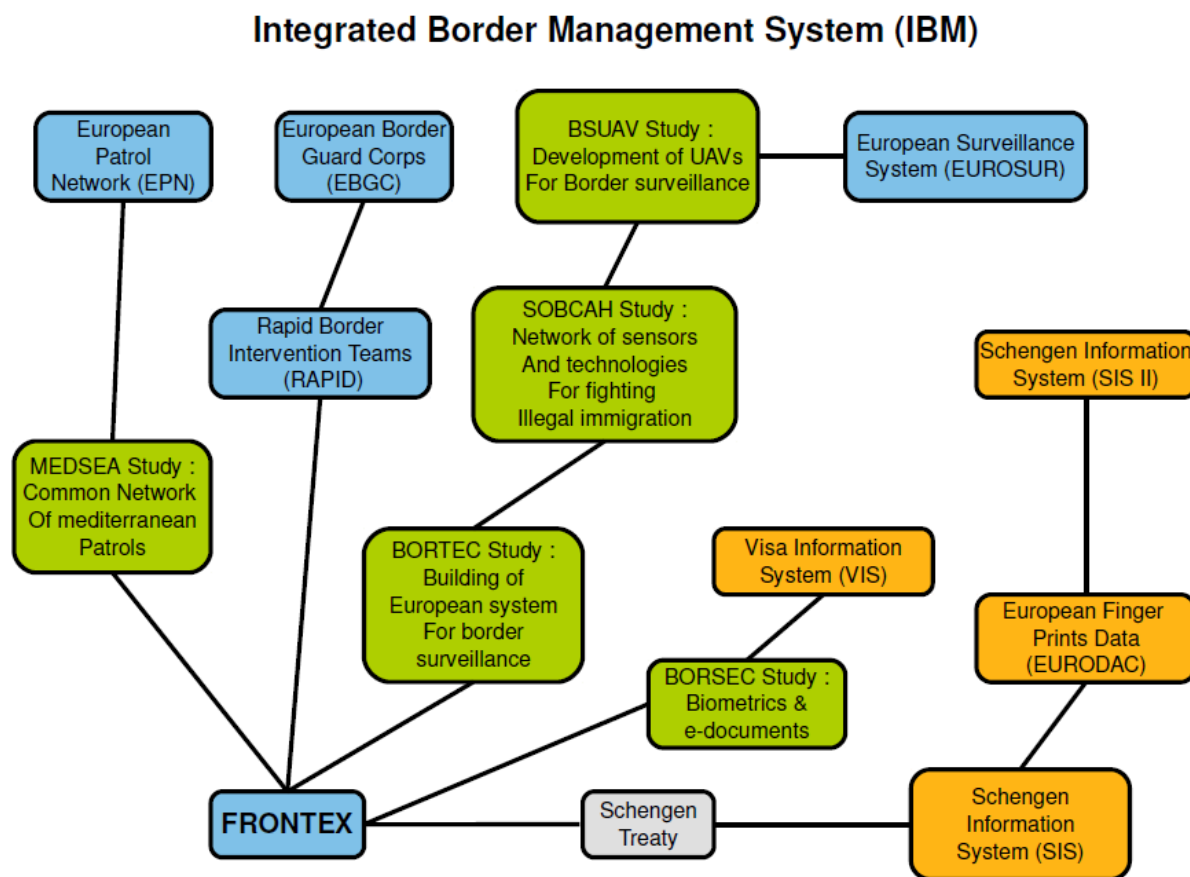 Integrated Border Management System (IBM)
European
Patrol
Network (EPN)
European Border
Guard Corps
(EBGC)
BSUAV Study :
Development of UAVs
For Border surveillance
European Surveillance
System (EUROSUR)
Rapid Border
Intervention Teams
(RAPID)
SOBCAH Study :
Network of sensors
And technologies
For fighting
Illegal immigration
Schengen Information
System (SIS II)
MEDSEA Study :
Common Network
Of mediterranean
Patrols
BORTEC Study :
Building of
European system
For border
surveillance
Visa Information
System (VIS)
European Finger
Prints Data
(EURODAC)
BORSEC Study :
Biometrics &
e-documents
FRONTEX
Schengen
Treaty
Schengen
Information
System (SIS)